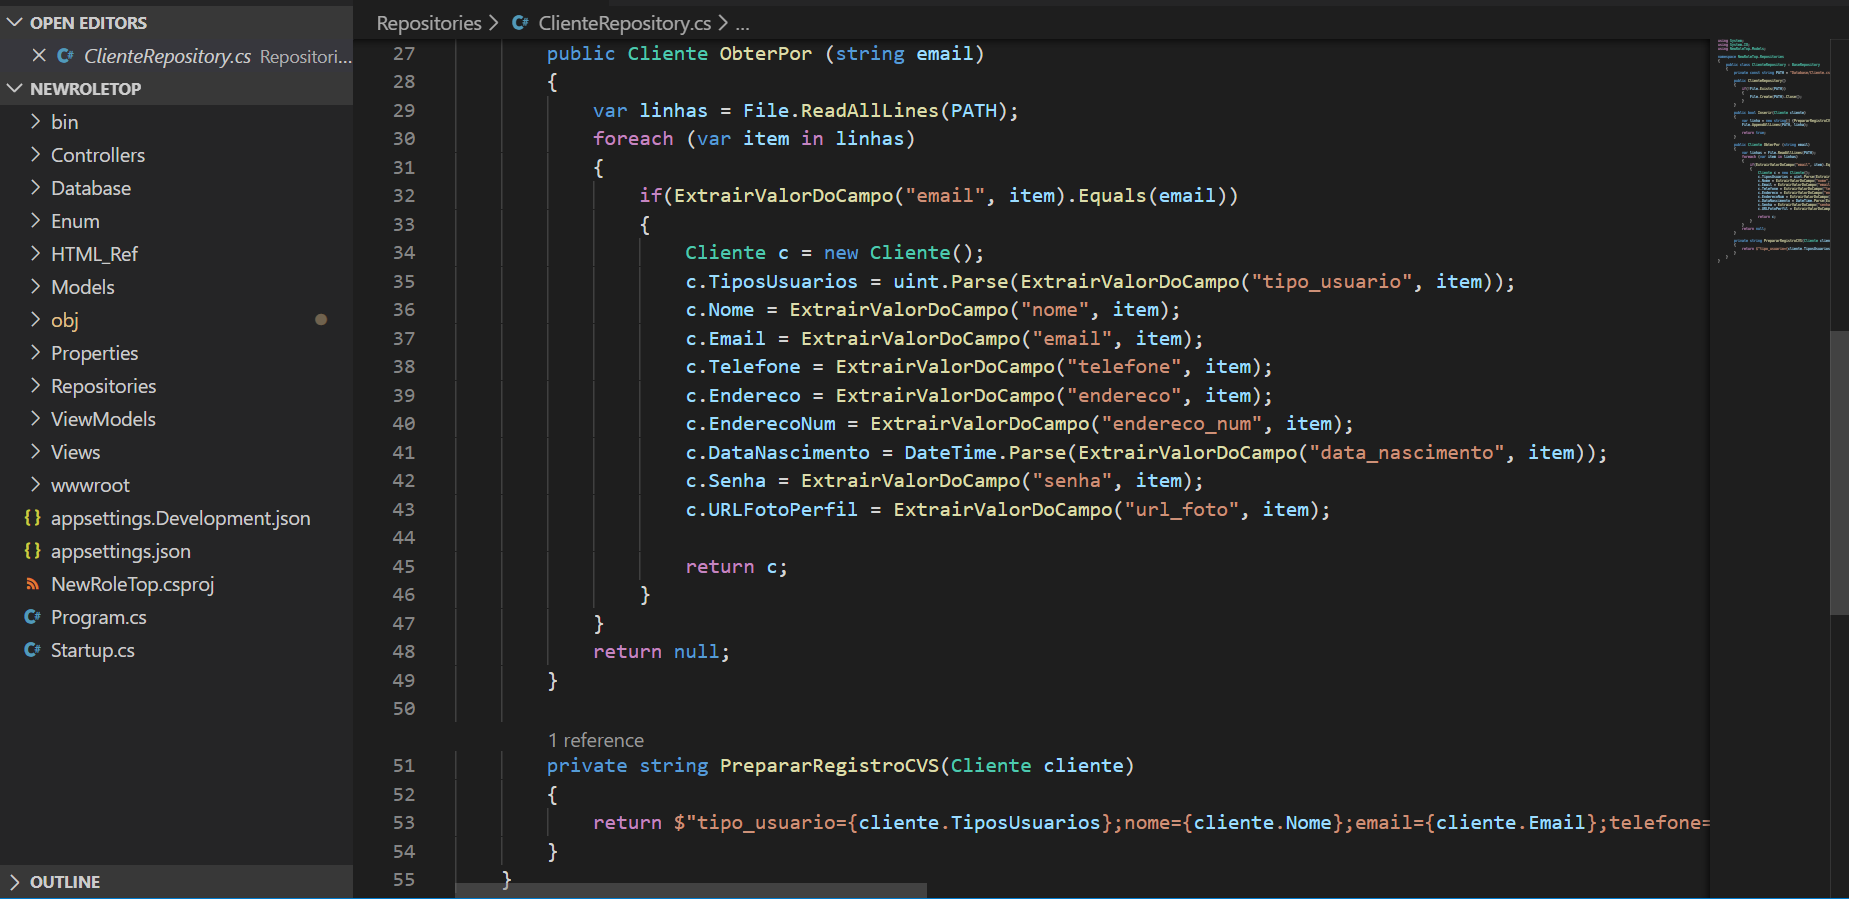 OPEN EDITORS
ClienteRepository.cs Repositori...
NEWROLETOP
bin
Controllers
Database
Enum
HTML_Ref
Models
obj
Properties
Repositories
ViewModels
Views
wwwroot
{} appsettings.Development.json
{} appsettings.json
NewRoleTop.csproj
C# Program.cs
C# Startup.cs
OUTLINE
Repositories > C# ClienteRepository.cs > ...
27 public Cliente ObterPor (string email)
28 {
29 var linhas = File.ReadAllLines(PATH);
30 foreach (var item in linhas)
31 {
32 if(ExtrairValorDoCampo("email", item).Equals(email))
33 {
34 Cliente c = new Cliente();
35 c.TiposUsuarios = uint.Parse(ExtrairValorDoCampo("tipo_usuario", item));
36 c.Nome = ExtrairValorDoCampo("nome", item);
37 c.Email = ExtrairValorDoCampo("email", item);
38 c.Telefone = ExtrairValorDoCampo("telefone", item);
39 c.Endereco = ExtrairValorDoCampo("endereco", item);
40 c.EnderecoNum = ExtrairValorDoCampo("endereco_num", item);
41 c.DataNascimento = DateTime.Parse(ExtrairValorDoCampo("data_nascimento", item));
42 c.Senha = ExtrairValorDoCampo("senha", item);
43 c.URLFotoPerfil = ExtrairValorDoCampo("url_foto", item);
44
45 return c;
46 }
47 }
48 return null;
49 }
50
1 reference
51 private string PrepararRegistroCVS(Cliente cliente)
52 {
53 return $"tipo_usuario={cliente.TiposUsuarios};nome={cliente.Nome};email={cliente.Email};telefone=
54 }
55 }